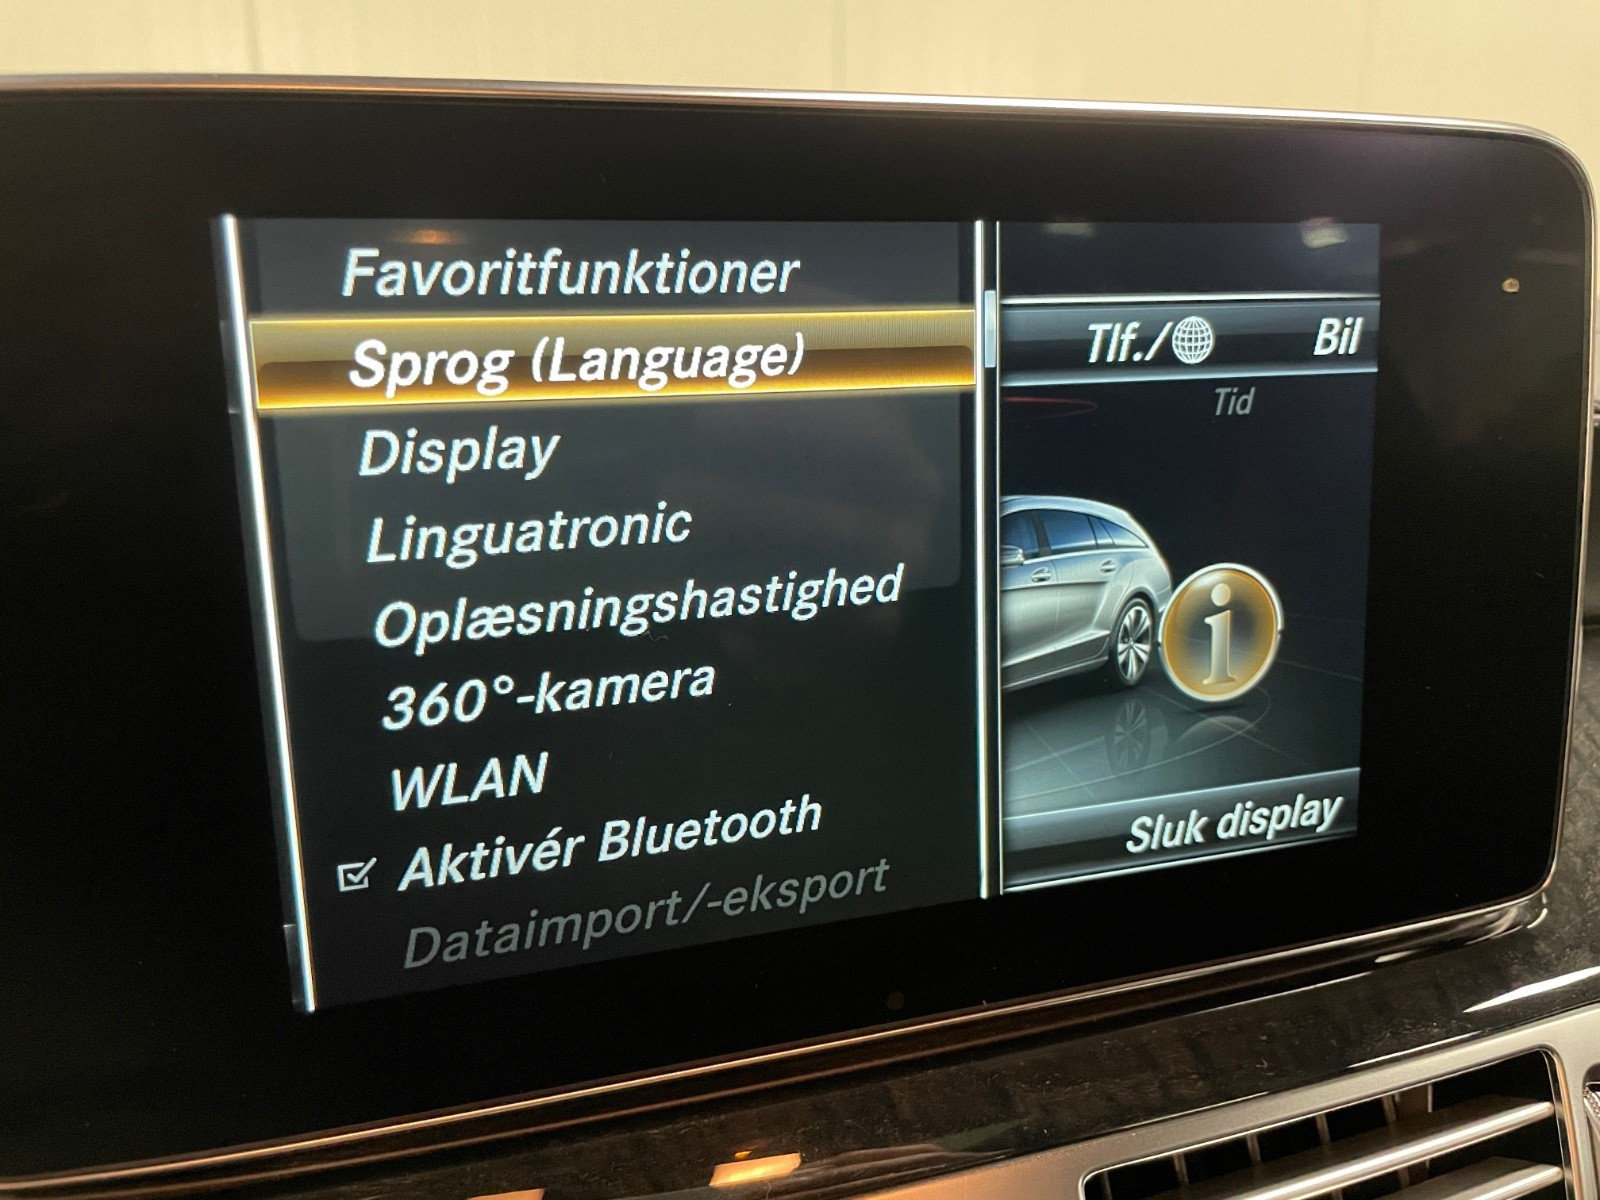 Favoritfunktioner
Sprog (Language)
Display
Linguatronic
Oplæsningshastighed
360°-kamera
WLAN
Aktivér Bluetooth
Dataimport/-eksport
Tlf./
Bil
Tid
i
Sluk display